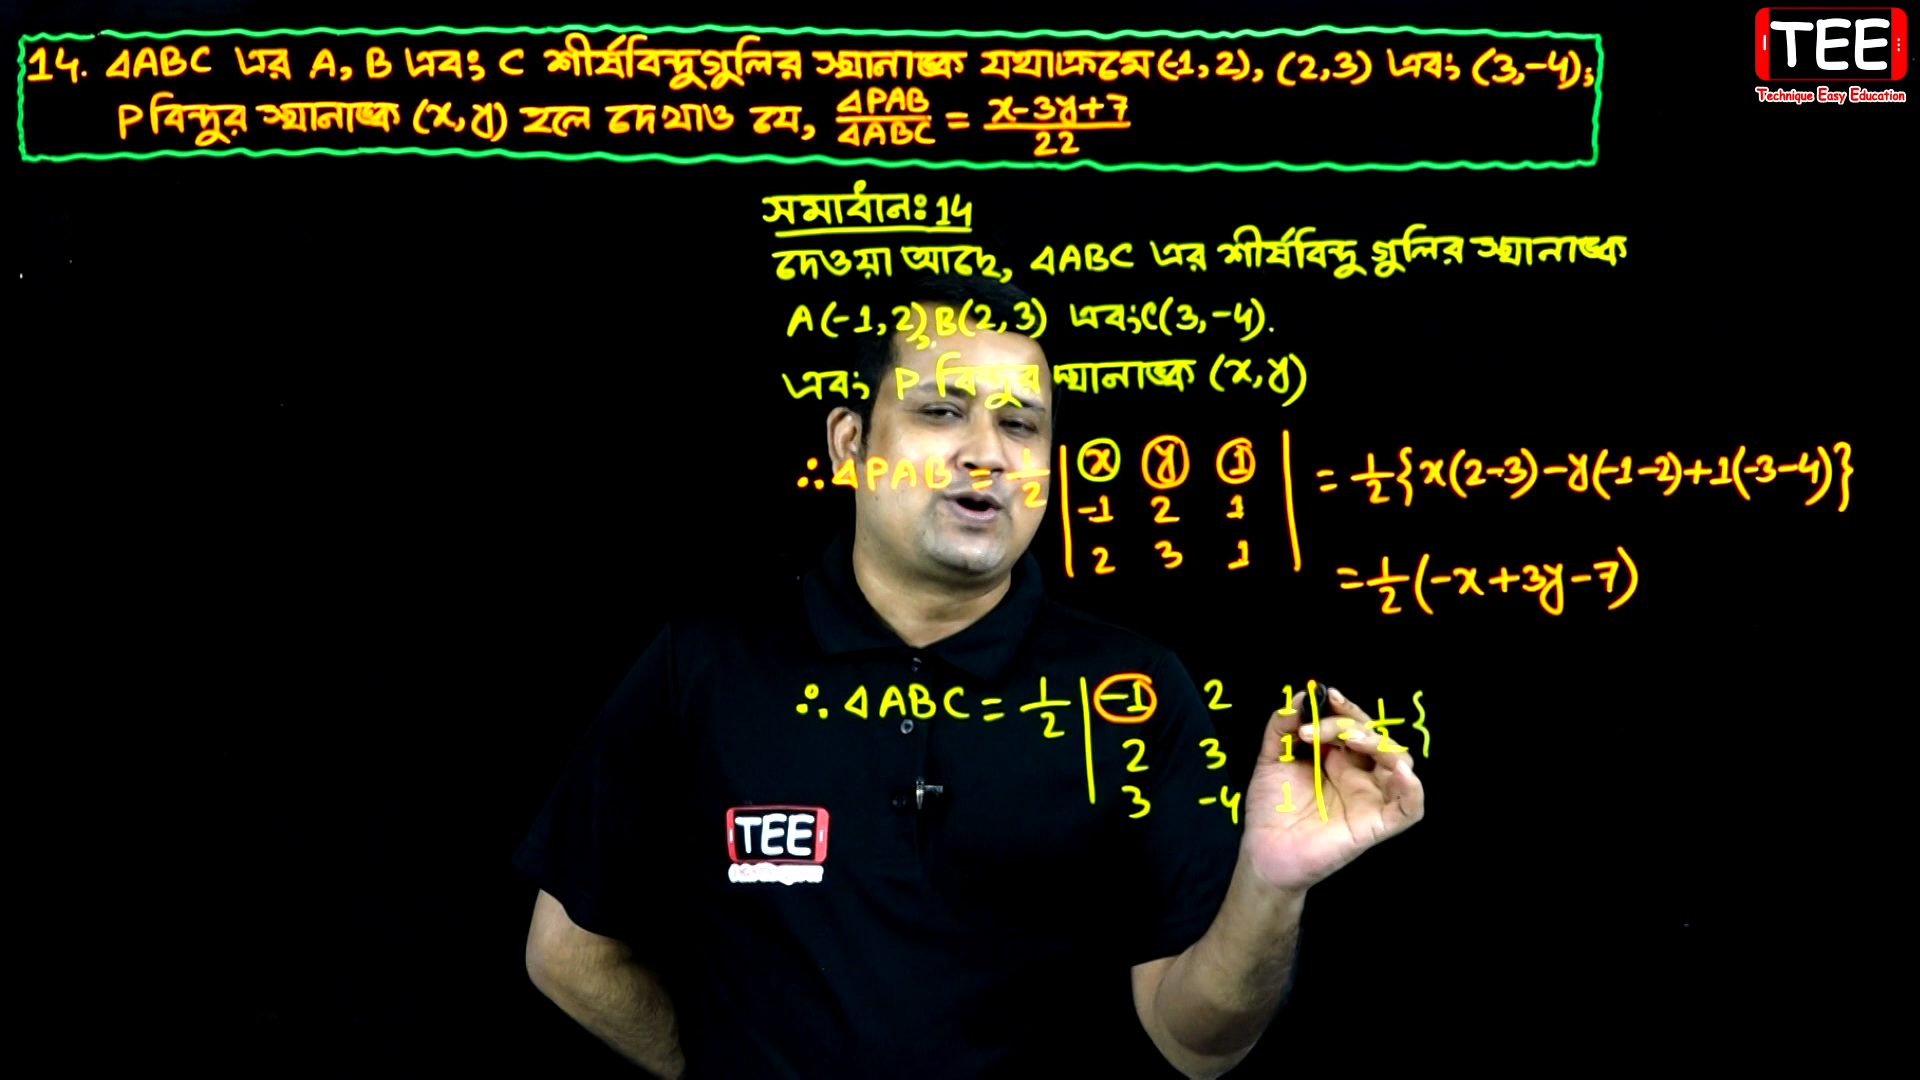 14. ΔABC এর A, B এবং C শীর্ষবিন্দুগুলির স্থানাঙ্ক যথাক্রমে (-1, 2), (2,3) এবং (3,-4);
P বিন্দুর স্থানাঙ্ক (x, y) হলে দেখাও যে, ΔPAB/ΔABC = (x-3y+7)/22
TEE
Technique Easy Education
সমাধানঃ 14
দেওয়া আছে, ΔABC এর শীর্ষবিন্দু গুলির স্থানাঙ্ক
A(-1, 2), B(2, 3) এবং C(3, -4).
এবং P বিন্দুর স্থানাঙ্ক (x, y)
∴ ΔPAB = 1/2 | x y 1 | = 1/2{x(2-3)-y(-1-2)+1(-3-4)}
-1 2 1
2 3 1
= 1/2(-x+3y-7)
∴ ΔABC = 1/2 | -1 2 1 | = 1/2{
2 3 1
3 -4 1
TEE